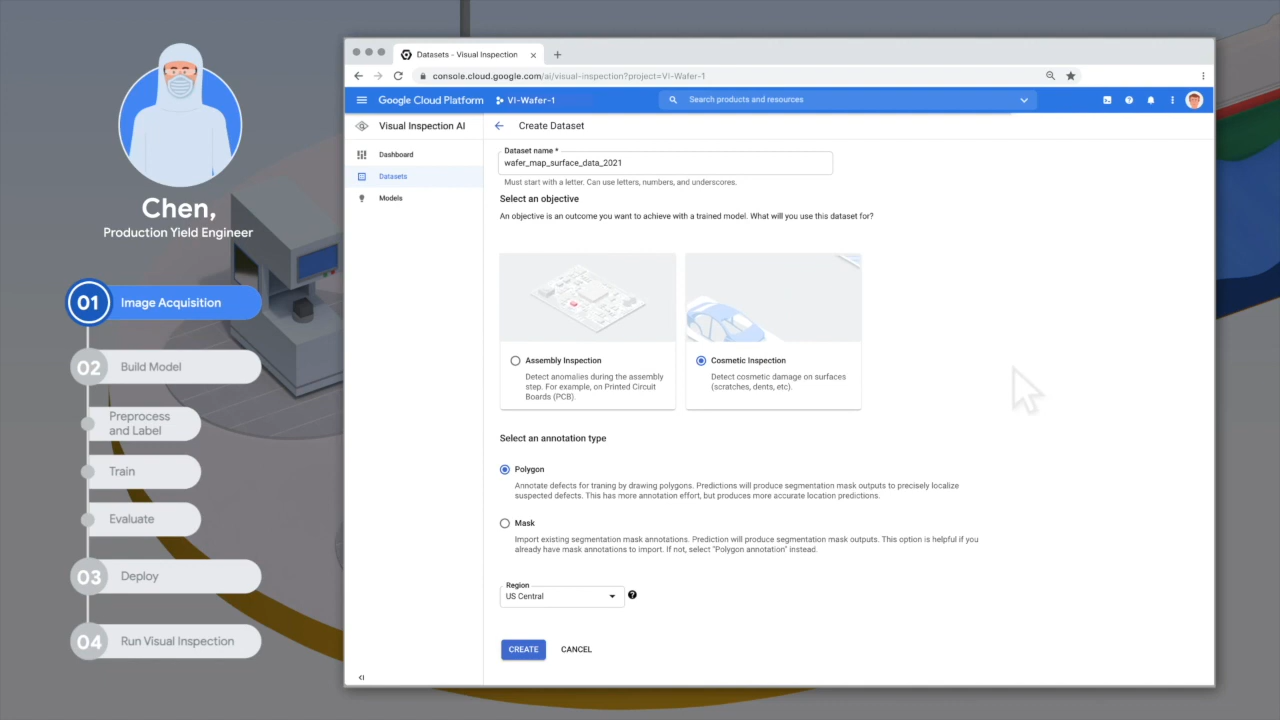 Chen,
Production Yield Engineer
01 Image Acquisition
02 Build Model
Preprocess
and Label
Train
Evaluate
03 Deploy
04 Run Visual Inspection
Datasets - Visual Inspection
console.cloud.google.com/ai/visual-inspection?project=VI-Wafer-1
Google Cloud Platform VI-Wafer-1 Search products and resources
Visual Inspection AI
Dashboard
Datasets
Models
Create Dataset
Dataset name *
wafer_map_surface_data_2021
Must start with a letter. Can use letters, numbers, and underscores.
Select an objective
An objective is an outcome you want to achieve with a trained model. What will you use this dataset for?
Assembly Inspection
Detect anomalies during the assembly
step. For example, on Printed Circuit
Boards (PCB).
Cosmetic Inspection
Detect cosmetic damage on surfaces
(scratches, dents, etc).
Select an annotation type
Polygon
Annotate defects for traning by drawing polygons. Predictions will produce segmentation mask outputs to precisely localize
suspected defects. This has more annotation effort, but produces more accurate location predictions.
Mask
Import existing segmentation mask annotations. Prediction will produce segmentation mask outputs. This option is helpful if you
already have mask annotations to import. If not, select "Polygon annotation" instead.
Region
US Central
CREATE CANCEL